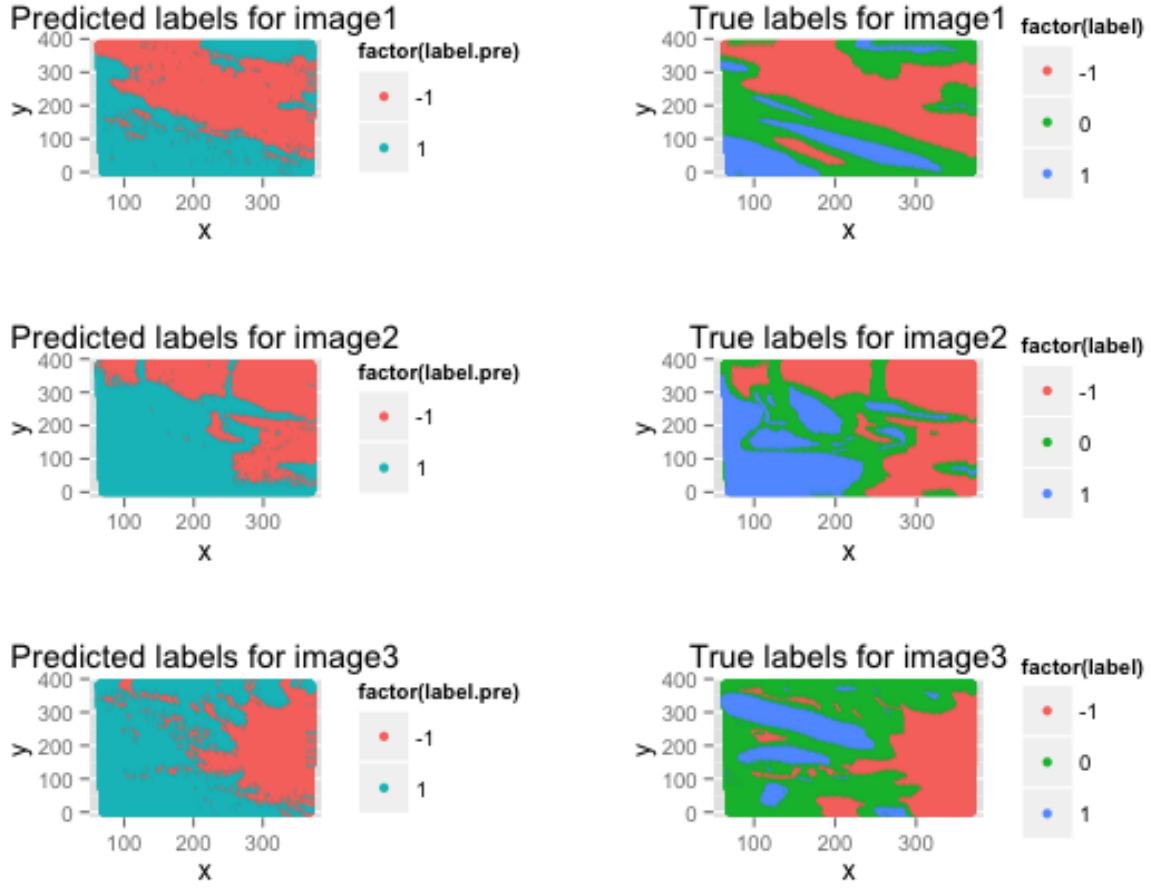 Predicted labels for image1
factor(label.pre)
-1
1
400
300
200
100
0
y
100 200 300
x
True labels for image1
factor(label)
-1
0
1
400
300
200
100
0
y
100 200 300
x
Predicted labels for image2
factor(label.pre)
-1
1
400
300
200
100
0
y
100 200 300
x
True labels for image2
factor(label)
-1
0
1
400
300
200
100
0
y
100 200 300
x
Predicted labels for image3
factor(label.pre)
-1
1
400
300
200
100
0
y
100 200 300
x
True labels for image3
factor(label)
-1
0
1
400
300
200
100
0
y
100 200 300
x